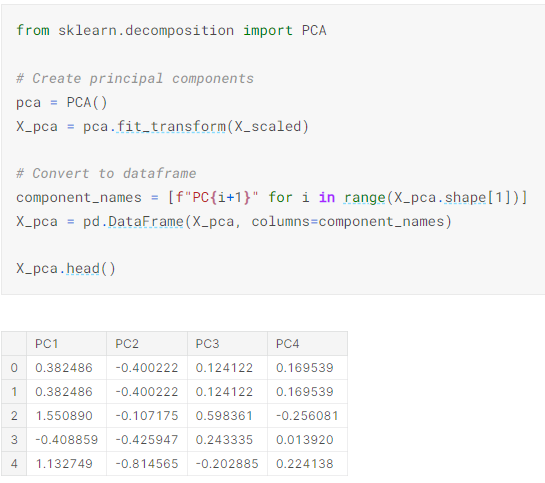 from sklearn.decomposition import PCA
# Create principal components
pca = PCA()
X_pca = pca.fit_transform(X_scaled)
# Convert to dataframe
component_names = [f"PC{i+1}" for i in range(X_pca.shape[1])]
X_pca = pd.DataFrame(X_pca, columns=component_names)
X_pca.head()
PC1 PC2 PC3 PC4
0 0.382486 -0.400222 0.124122 0.169539
1 0.382486 -0.400222 0.124122 0.169539
2 1.550890 -0.107175 0.598361 -0.256081
3 -0.408859 -0.425947 0.243335 0.013920
4 1.132749 -0.814565 -0.202885 0.224138